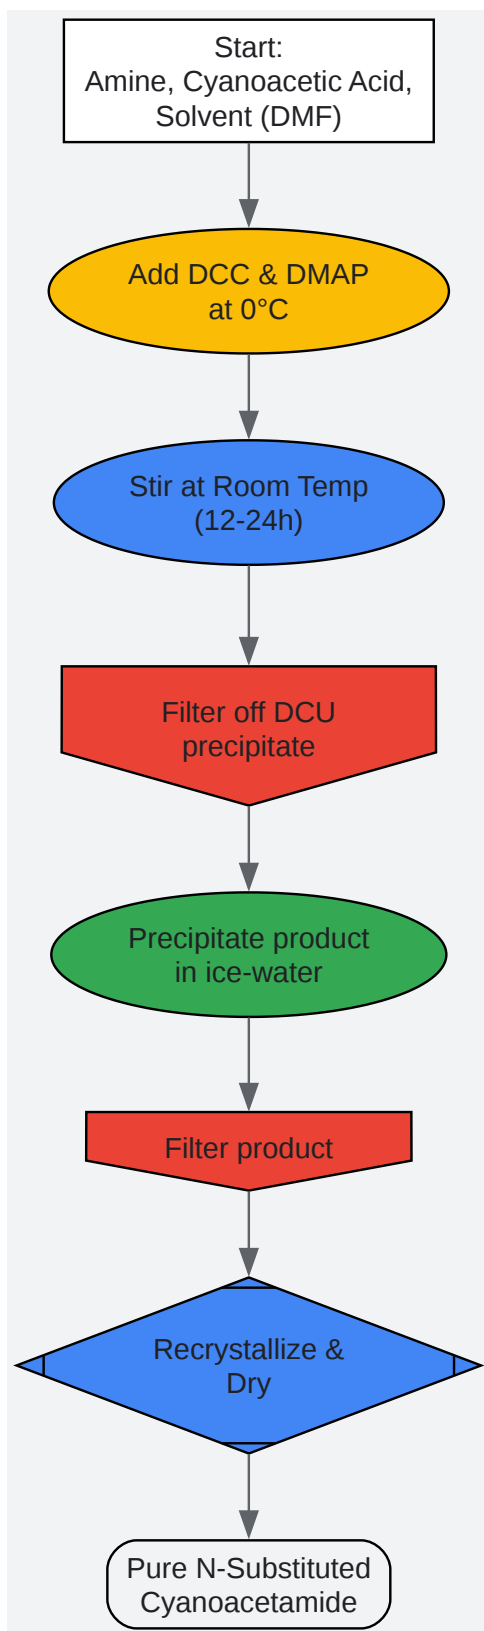 Start:
Amine, Cyanoacetic Acid,
Solvent (DMF)
Add DCC & DMAP
at 0°C
Stir at Room Temp
(12-24h)
Filter off DCU
precipitate
Precipitate product
in ice-water
Filter product
Recrystallize &
Dry
Pure N-Substituted
Cyanoacetamide